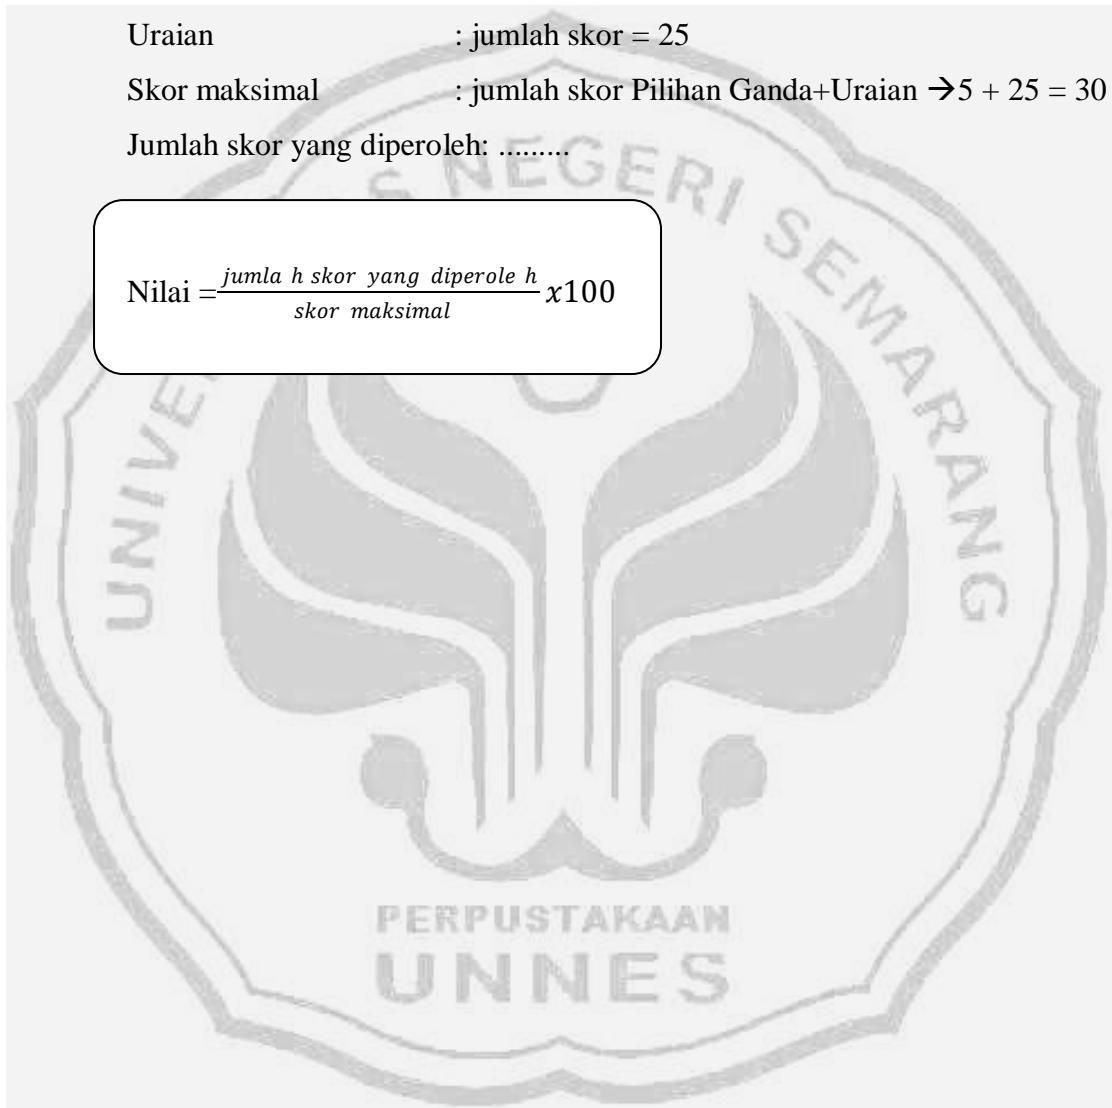 Uraian : jumlah skor = 25
Skor maksimal : jumlah skor Pilihan Ganda+Uraian →5 + 25 = 30
Jumlah skor yang diperoleh: .........
Nilai = jumla h skor yang diperole h / skor maksimal x100
S NEGERI SEMARANG
UNIVE
PERPUSTAKAAN
UNNES